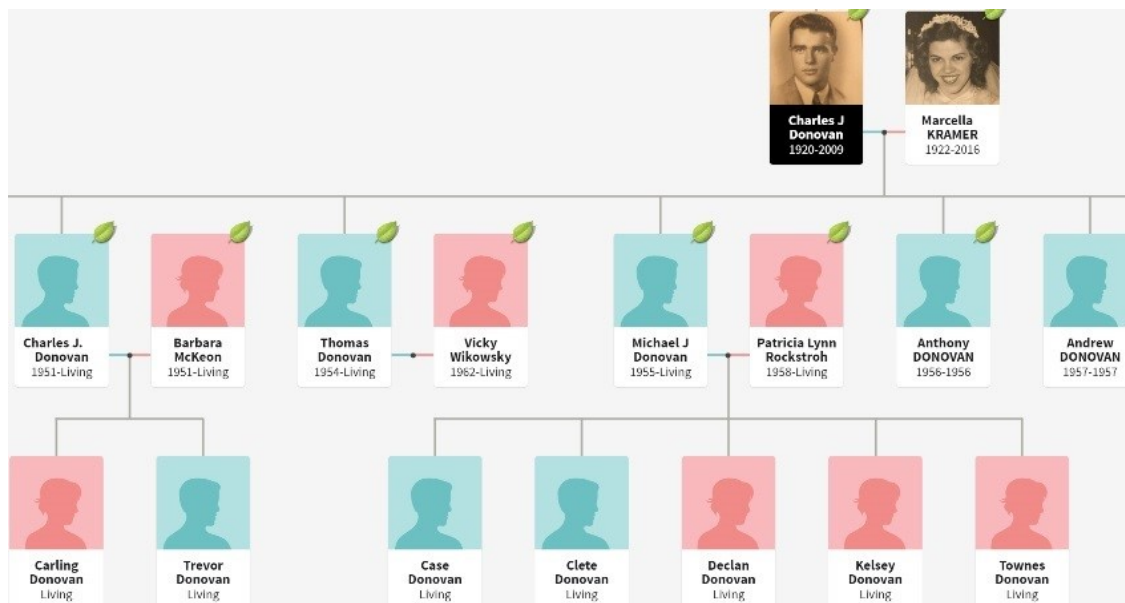 Charles J
Donovan
1920-2009
Marcella
KRAMER
1922-2016
Charles J.
Donovan
1951-Living
Barbara
McKeon
1951-Living
Thomas
Donovan
1954-Living
Vicky
Wikowsky
1962-Living
Michael J
Donovan
1955-Living
Patricia Lynn
Rockstroh
1958-Living
Anthony
DONOVAN
1956-1956
Andrew
DONOVAN
1957-1957
Carling
Donovan
Living
Trevor
Donovan
Living
Case
Donovan
Living
Clete
Donovan
Living
Declan
Donovan
Living
Kelsey
Donovan
Living
Townes
Donovan
Living